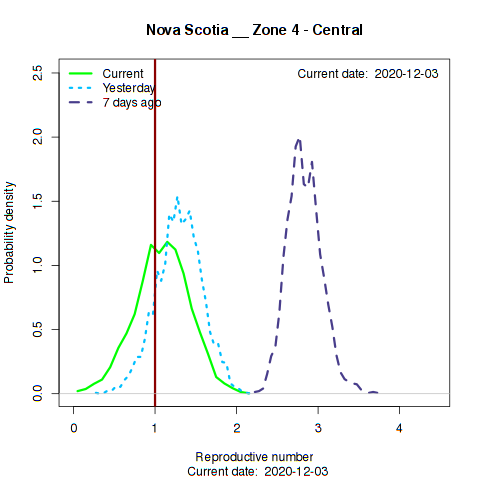 Nova Scotia __ Zone 4 - Central
Current
Yesterday
7 days ago
Current date: 2020-12-03
Probability density
2.5
2.0
1.5
1.0
0.5
0.0
0 1 2 3 4
Reproductive number
Current date: 2020-12-03